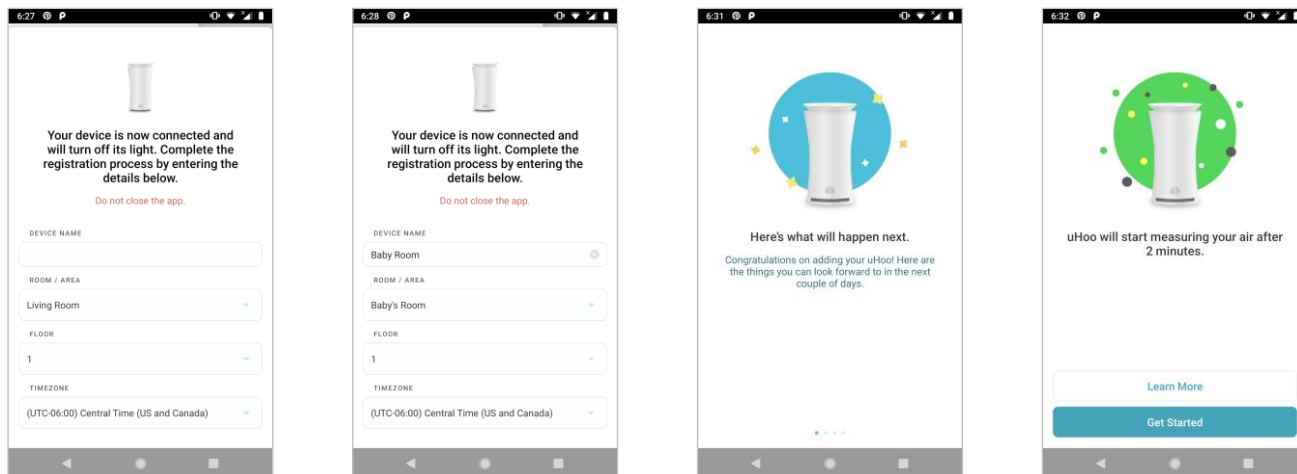 6:27
Your device is now connected and
will turn off its light. Complete the
registration process by entering the
details below.
Do not close the app.
DEVICE NAME
ROOM / AREA
Living Room
FLOOR
1
TIMEZONE
(UTC-06:00) Central Time (US and Canada)
6:28
Your device is now connected and
will turn off its light. Complete the
registration process by entering the
details below.
Do not close the app.
DEVICE NAME
Baby Room
ROOM / AREA
Baby's Room
FLOOR
1
TIMEZONE
(UTC-06:00) Central Time (US and Canada)
6:31
Here's what will happen next.
Congratulations on adding your uHoo! Here are
the things you can look forward to in the next
couple of days.
6:32
uHoo will start measuring your air after
2 minutes.
Learn More
Get Started